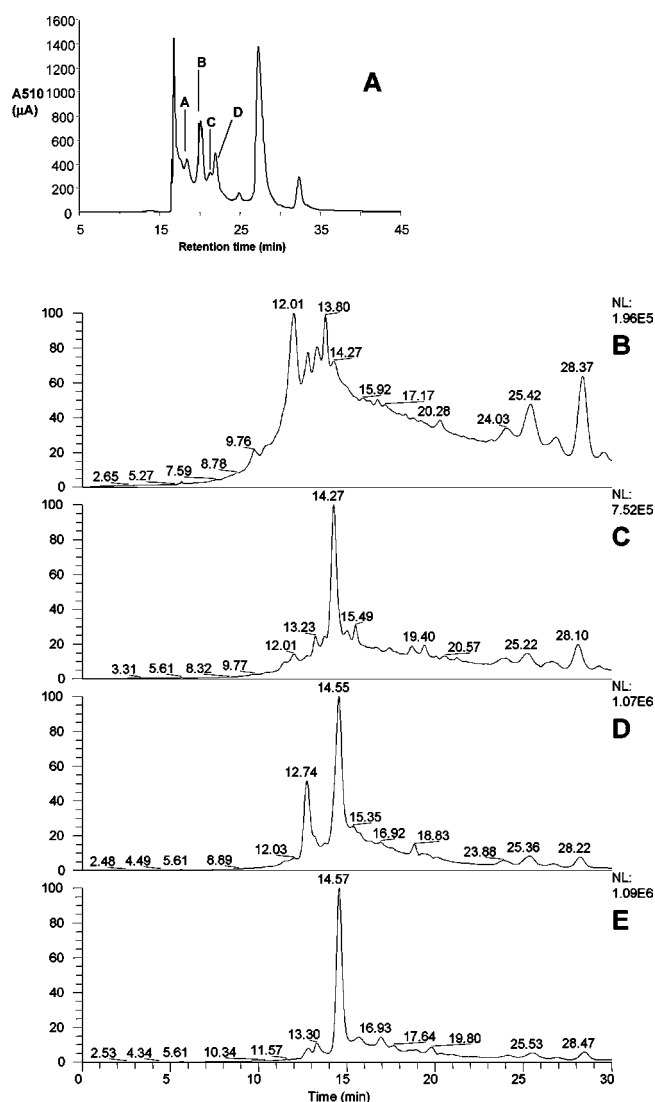 1600
1400
A510 1200
(µA) 1000
800
600
400
200
0
A
B
C
D
A
5 15 25 35 45
Retention time (min)
NL:
1.96E5
B
100
80
60
40
20
0
2.65 5.27 7.59 8.78 9.76 12.01 13.80 14.27 15.92 17.17 20.28 24.03 25.42 28.37
NL:
7.52E5
C
100
80
60
40
20
0
3.31 5.61 8.32 9.77 12.01 13.23 14.27 15.49 19.40 20.57 25.22 28.10
NL:
1.07E6
D
100
80
60
40
20
0
2.48 4.49 5.61 8.89 12.03 12.74 14.55 15.35 16.92 18.83 23.88 25.36 28.22
NL:
1.09E6
E
100
80
60
40
20
0
2.53 4.34 5.61 10.34 11.57 13.30 14.57 16.93 17.64 19.80 25.53 28.47
0 5 10 15 20 25 30
Time (min)